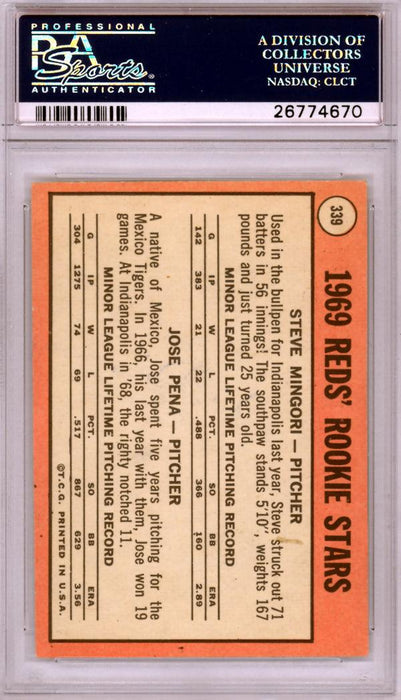 PROFESSIONAL
PSA
Sports
AUTHENTICATOR
A DIVISION OF
COLLECTORS
UNIVERSE
NASDAQ: CLCT
26774670
339
1969 REDS' ROOKIE STARS
STEVE MINGORI — PITCHER
Used in the bullpen for Indianapolis last year, Steve struck out 71
batters in 56 innings! The southpaw stands 5'10", weights 167
pounds and just turned 25 years old.
MINOR LEAGUE LIFETIME PITCHING RECORD
G IP W L PCT. SO BB ERA
142 383 21 22 .488 366 160 2.89
JOSE PENA — PITCHER
A native of Mexico, Jose spent five years pitching for the
Mexico Tigers. In 1966, his last year with them, Jose won 19
games. At Indianapolis in '68, the righty notched 11.
MINOR LEAGUE LIFETIME PITCHING RECORD
G IP W L PCT. SO BB ERA
304 1275 74 69 .517 867 629 3.56
©T.C.G. PRINTED IN U.S.A.